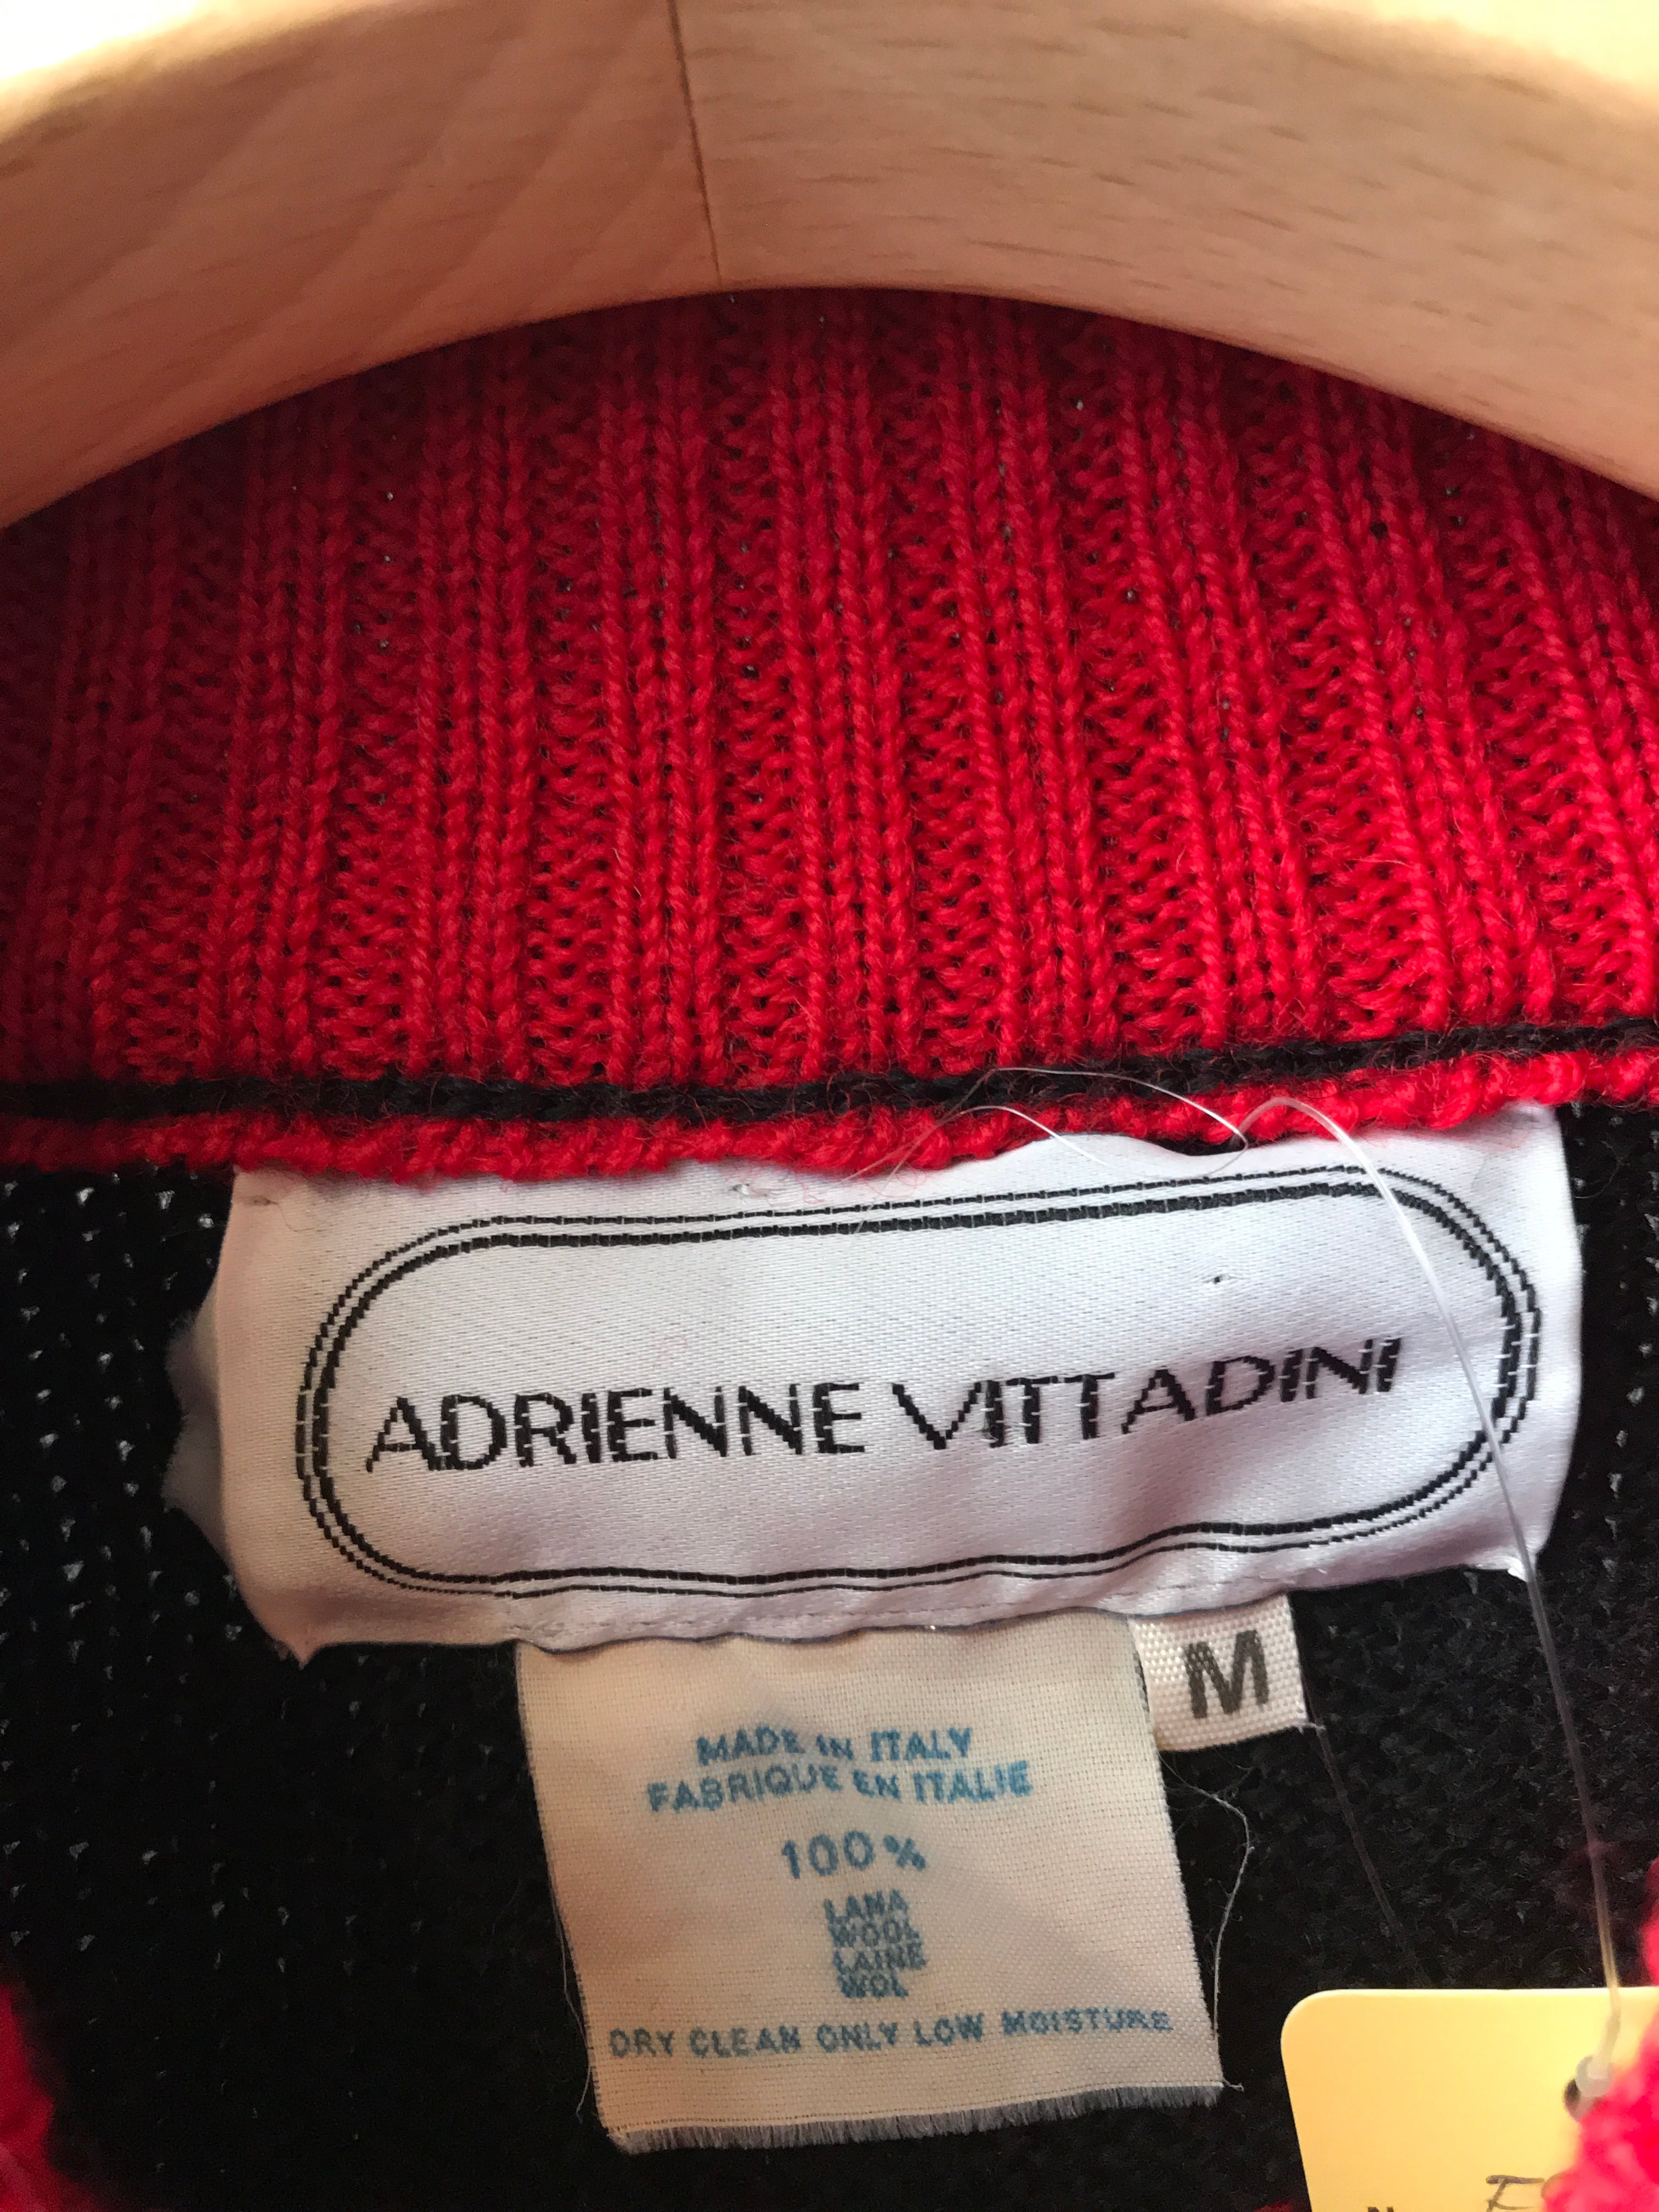 ADRIENNE VITTADINI
M
MADE IN ITALY
FABRIQUE EN ITALIE
100%
LANA
WOOL
LAINE
WOL
DRY CLEAN ONLY LOW MOISTURE